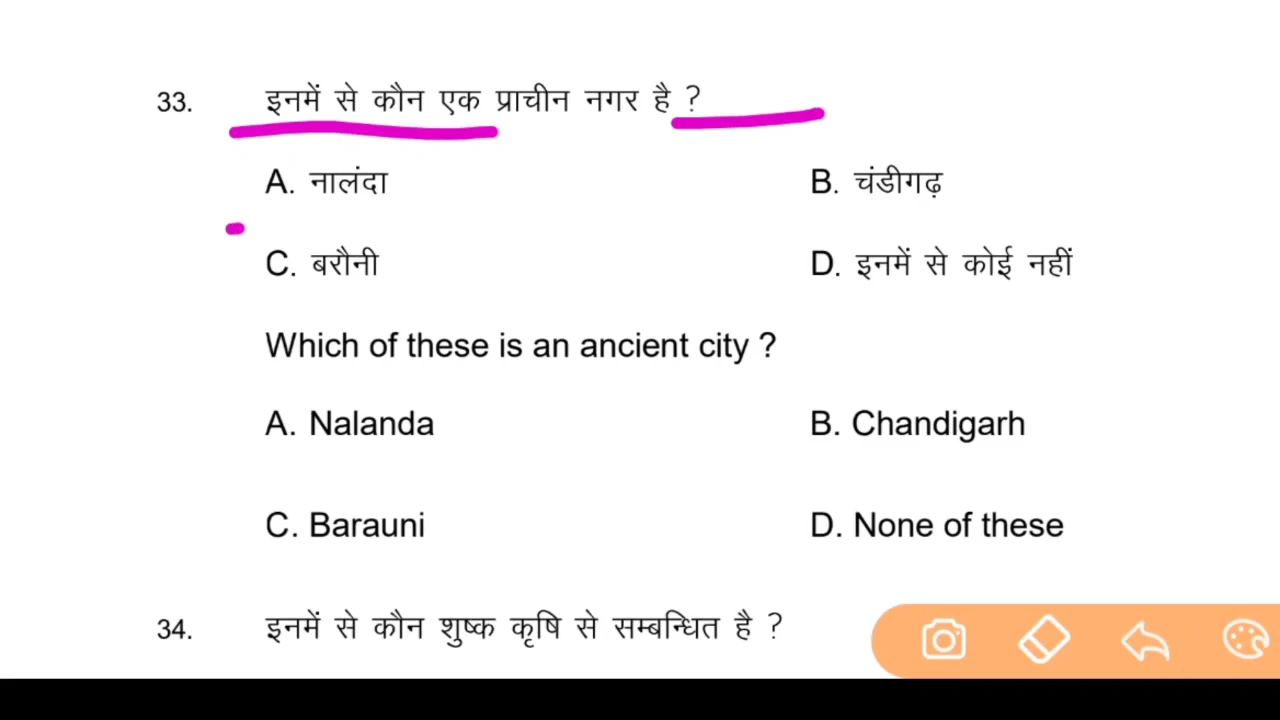 33. इनमें से कौन एक प्राचीन नगर है ?
A. नालंदा B. चंडीगढ़
C. बरौनी D. इनमें से कोई नहीं
Which of these is an ancient city ?
A. Nalanda B. Chandigarh
C. Barauni D. None of these
34. इनमें से कौन शुष्क कृषि से सम्बन्धित है ?